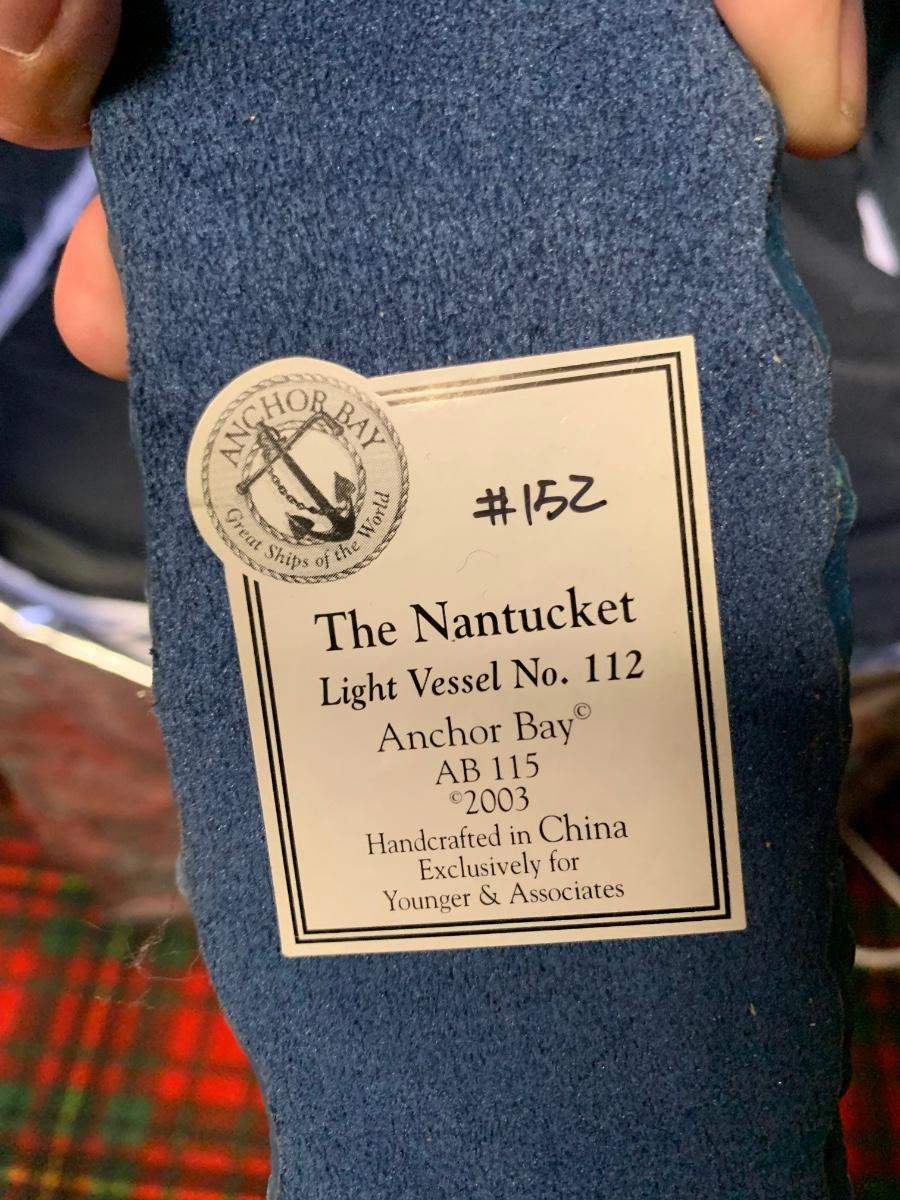 ANCHOR BAY
Great Ships of the World
#152
The Nantucket
Light Vessel No. 112
Anchor Bay©
AB 115
©2003
Handcrafted in China
Exclusively for
Younger & Associates